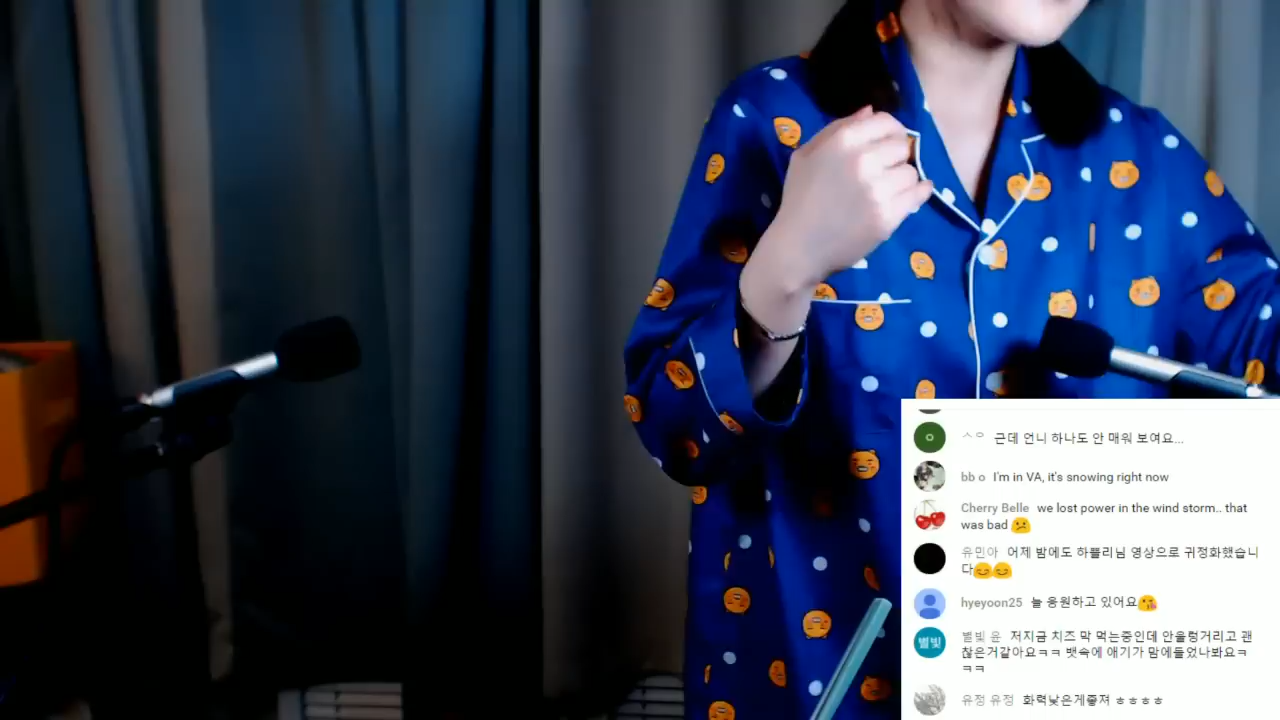 ㅇ ㅅㅇ 근데 언니 하나도 안 매워 보여요...
bb o I'm in VA, it's snowing right now
Cherry Belle we lost power in the wind storm.. that
was bad 😕
유민아 어제 밤에도 하쁠리님 영상으로 귀정화했습니
다😊😊
hyeyoon25 늘 응원하고 있어요😘
별빛 별빛 윤 저지금 치즈 막 먹는중인데 안울렁거리고 괜
찮은거같아요ㅋㅋ 뱃속에 애기가 맘에들었나봐요ㅋ
ㅋㅋ
유정 유정 화력낮은게좋져 ㅎㅎㅎㅎ